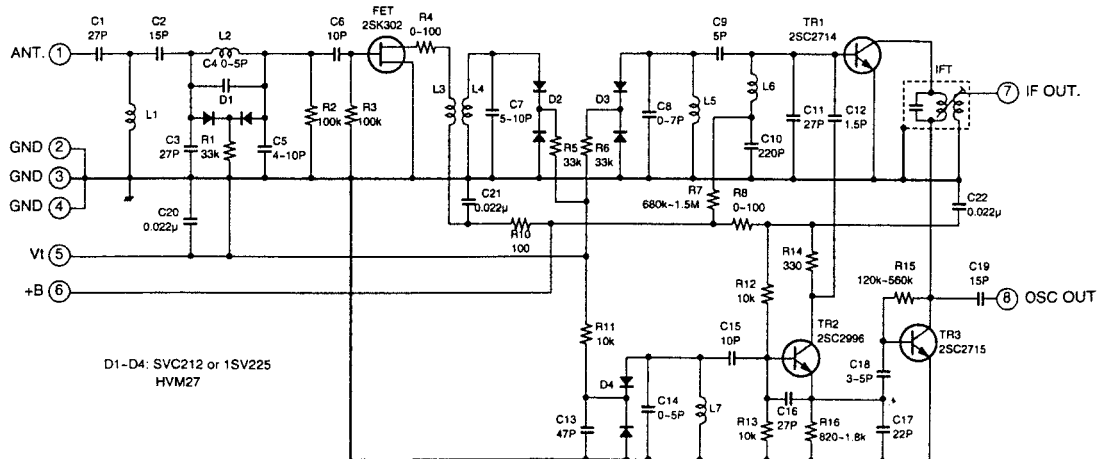 C1
27P
C2
15P
L2
C4 0~5P
D1
C6
10P
FET
2SK302
R4
0~100
C9
5P
TR1
2SC2714
IFT
ANT. 1
7 IF OUT.
L1
R2
100k
R3
100k
L3
L4
C7
5~10P
D2
D3
C8
0~7P
L5
L6
C11
27P
C12
1.5P
C10
220P
C3
27P
R1
33k
C5
4~10P
R5
33k
R6
33k
GND 2
GND 3
GND 4
C20
0.022μ
C21
0.022μ
R10
100
R7
680k~1.5M
R8
0~100
C22
0.022μ
Vt 5
+B 6
R14
330
R12
10k
R15
120k~560k
C19
15P
8 OSC OUT
R11
10k
C15
10P
TR2
2SC2996
TR3
2SC2715
D1~D4: SVC212 or 1SV225
HVM27
D4
C14
0~5P
L7
C18
3~5P
C13
47P
R13
10k
C16
27P
R16
820~1.8k
C17
22P